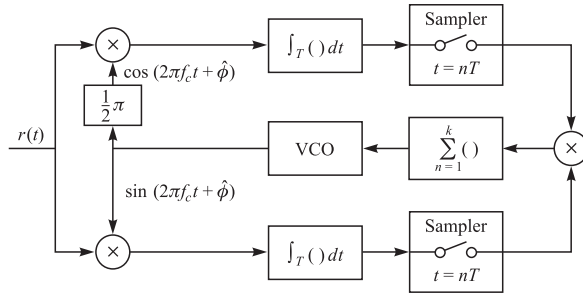 Sampler
×
∫_T ( ) dt
t = nT
cos (2πf_c t + φ̂)
1/2 π
r(t)
VCO
k
∑ ( )
n = 1
×
sin (2πf_c t + φ̂)
Sampler
×
∫_T ( ) dt
t = nT